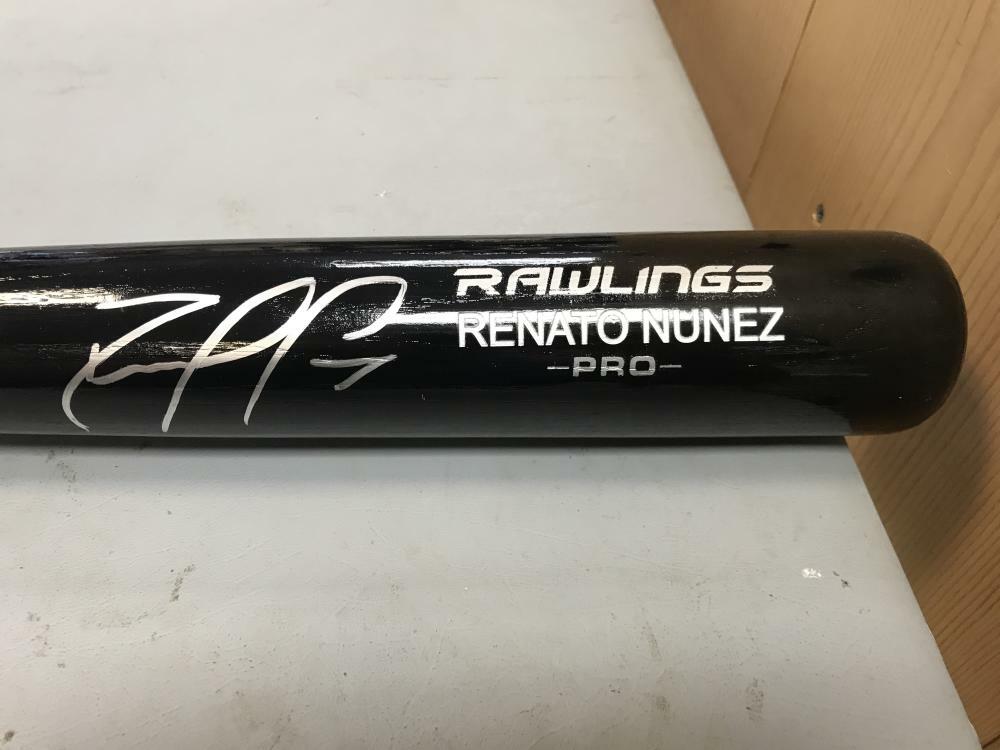 RAWLINGS
RENATO NUNEZ
-PRO-